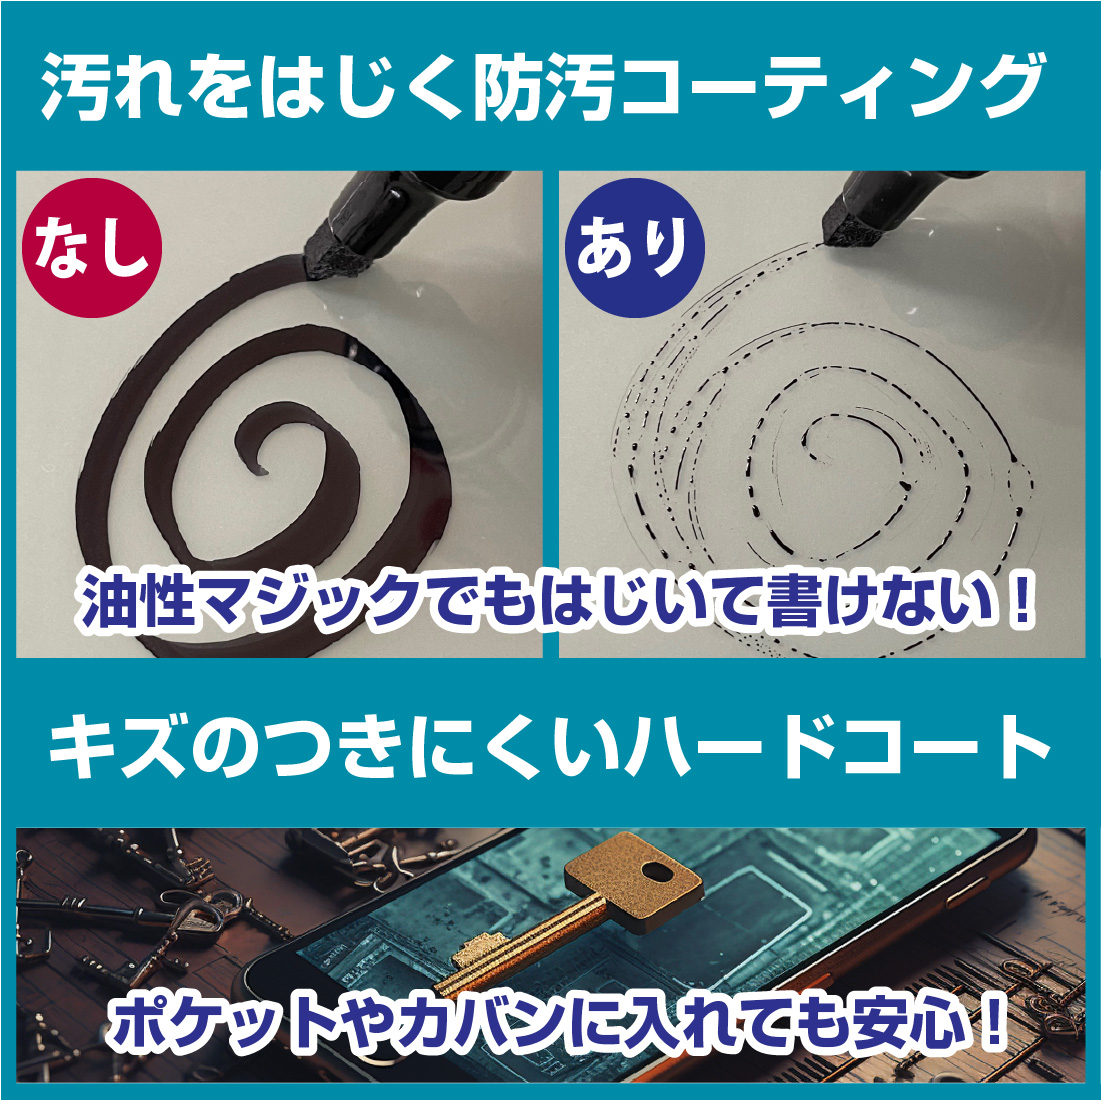 汚れをはじく防汚コーティング
なし
あり
油性マジックでもはじいて書けない！
キズのつきにくいハードコート
ポケットやカバンに入れても安心！